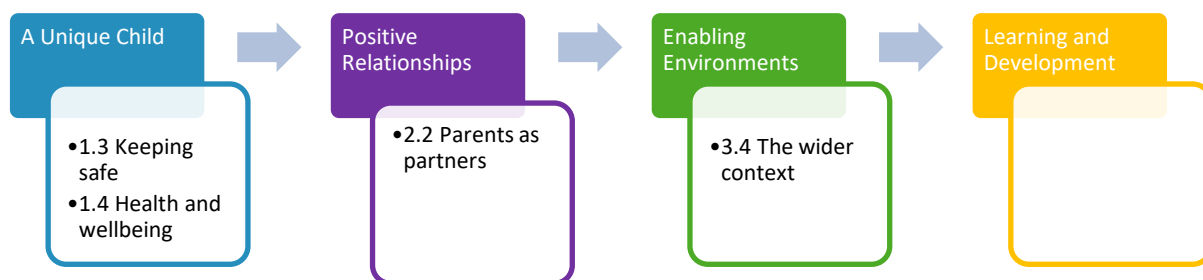 A Unique Child
•1.3 Keeping
safe
•1.4 Health and
wellbeing
Positive
Relationships
•2.2 Parents as
partners
Enabling
Environments
•3.4 The wider
context
Learning and
Development